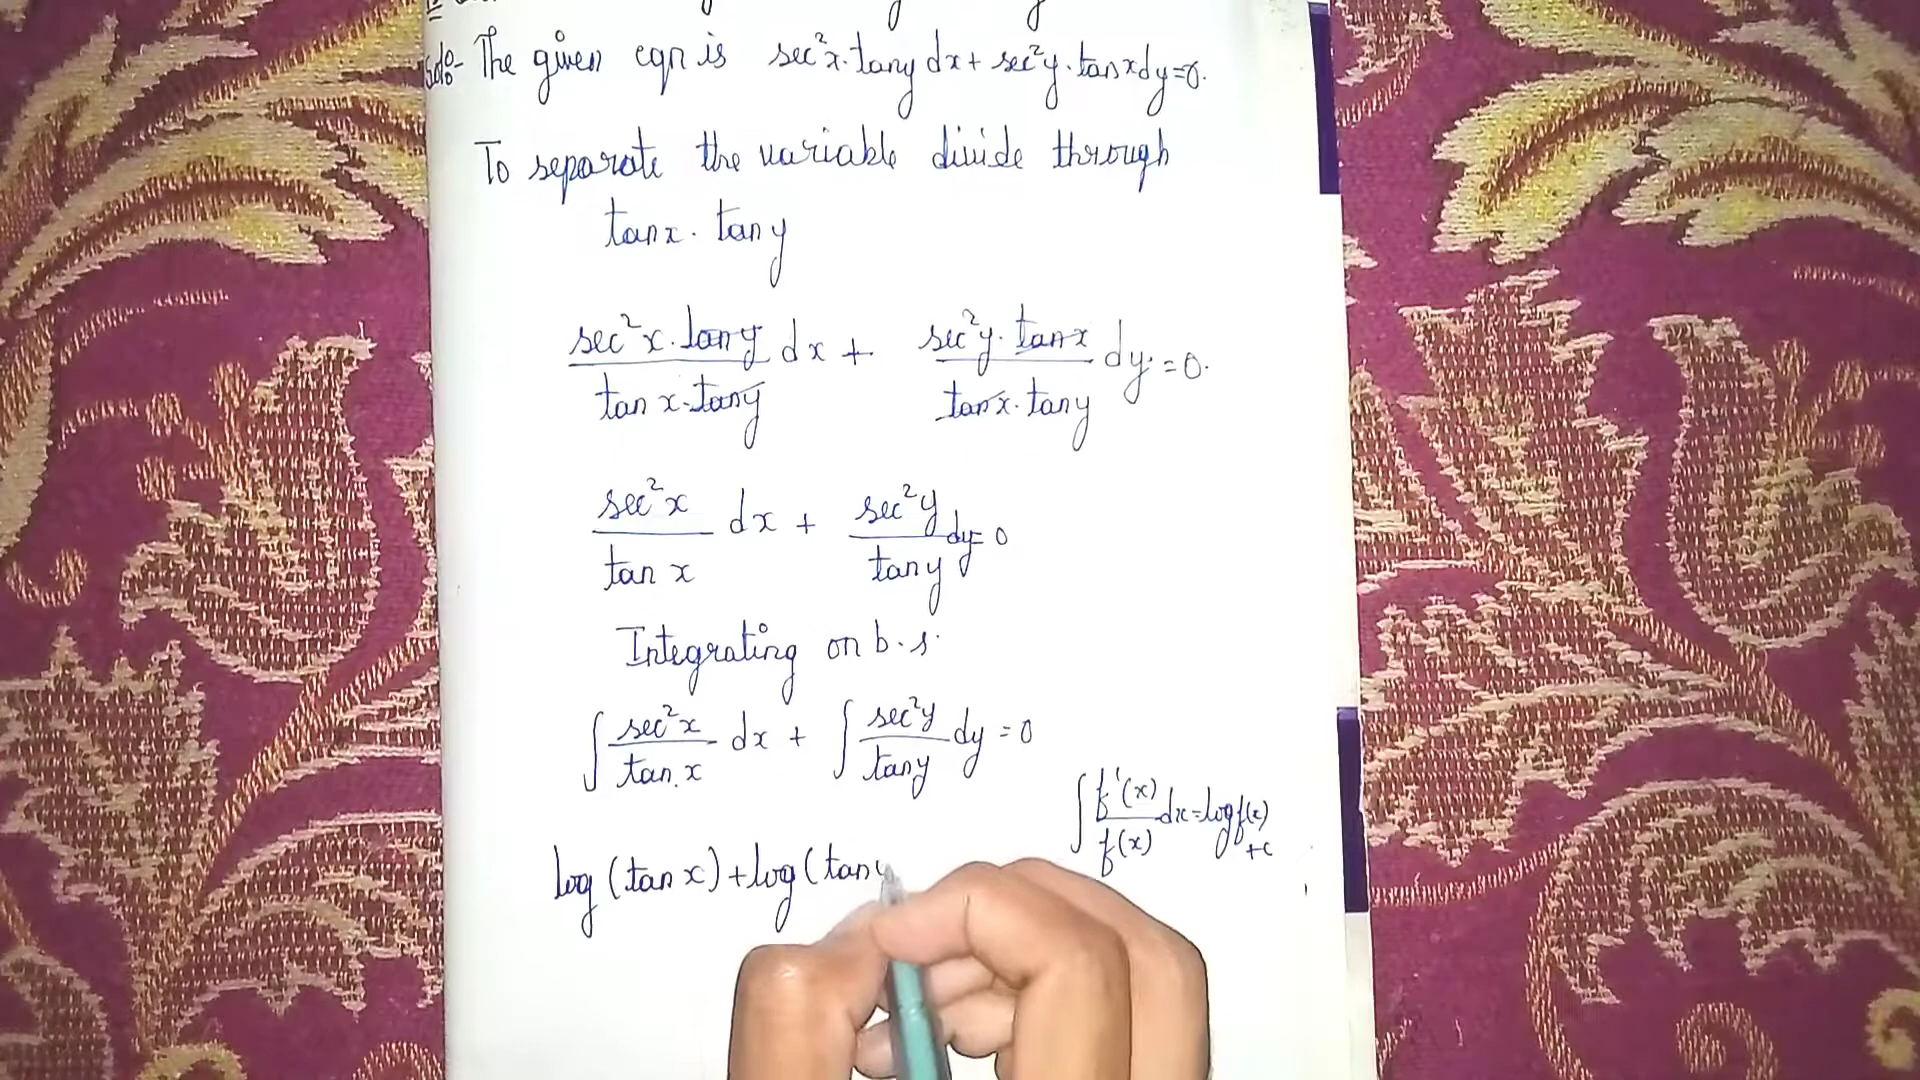 Sol:- The given eqn is sec²x.tany dx + sec²y.tanx dy=0.
To separate the variable divide through
tanx. tany
sec²x.tany/tan x.tany dx + sec²y.tanx/tanx.tany dy=0.
sec²x/tan x dx + sec²y/tany dy=0
Integrating on b.s.
∫ sec²x/tan.x dx + ∫ sec²y/tany dy=0
∫ f'(x)/f(x) dx=log f(x)
+c
log (tan x)+log (tany